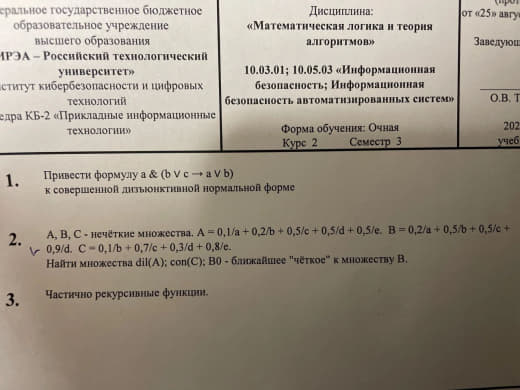 еральное государственное бюджетное
образовательное учреждение
высшего образования
ИРЭА – Российский технологический
университет»
ститут кибербезопасности и цифровых
технологий
едра КБ-2 «Прикладные информационные
технологии»
Дисциплина:
«Математическая логика и теория
алгоритмов»
10.03.01; 10.05.03 «Информационная
безопасность; Информационная
безопасность автоматизированных систем»
Форма обучения: Очная
Курс 2 Семестр 3
от «25» авгу
Заведующ
О.В. Т
202
учеб
1. Привести формулу a & (b ∨ c → a ∨ b)
к совершенной дизъюнктивной нормальной форме
2. A, B, C - нечёткие множества. A = 0,1/a + 0,2/b + 0,5/c + 0,5/d + 0,5/e. B = 0,2/a + 0,5/b + 0,5/c +
0,9/d. C = 0,1/b + 0,7/c + 0,3/d + 0,8/e.
Найти множества dil(A); con(C); B0 - ближайшее "чёткое" к множеству B.
3. Частично рекурсивные функции.